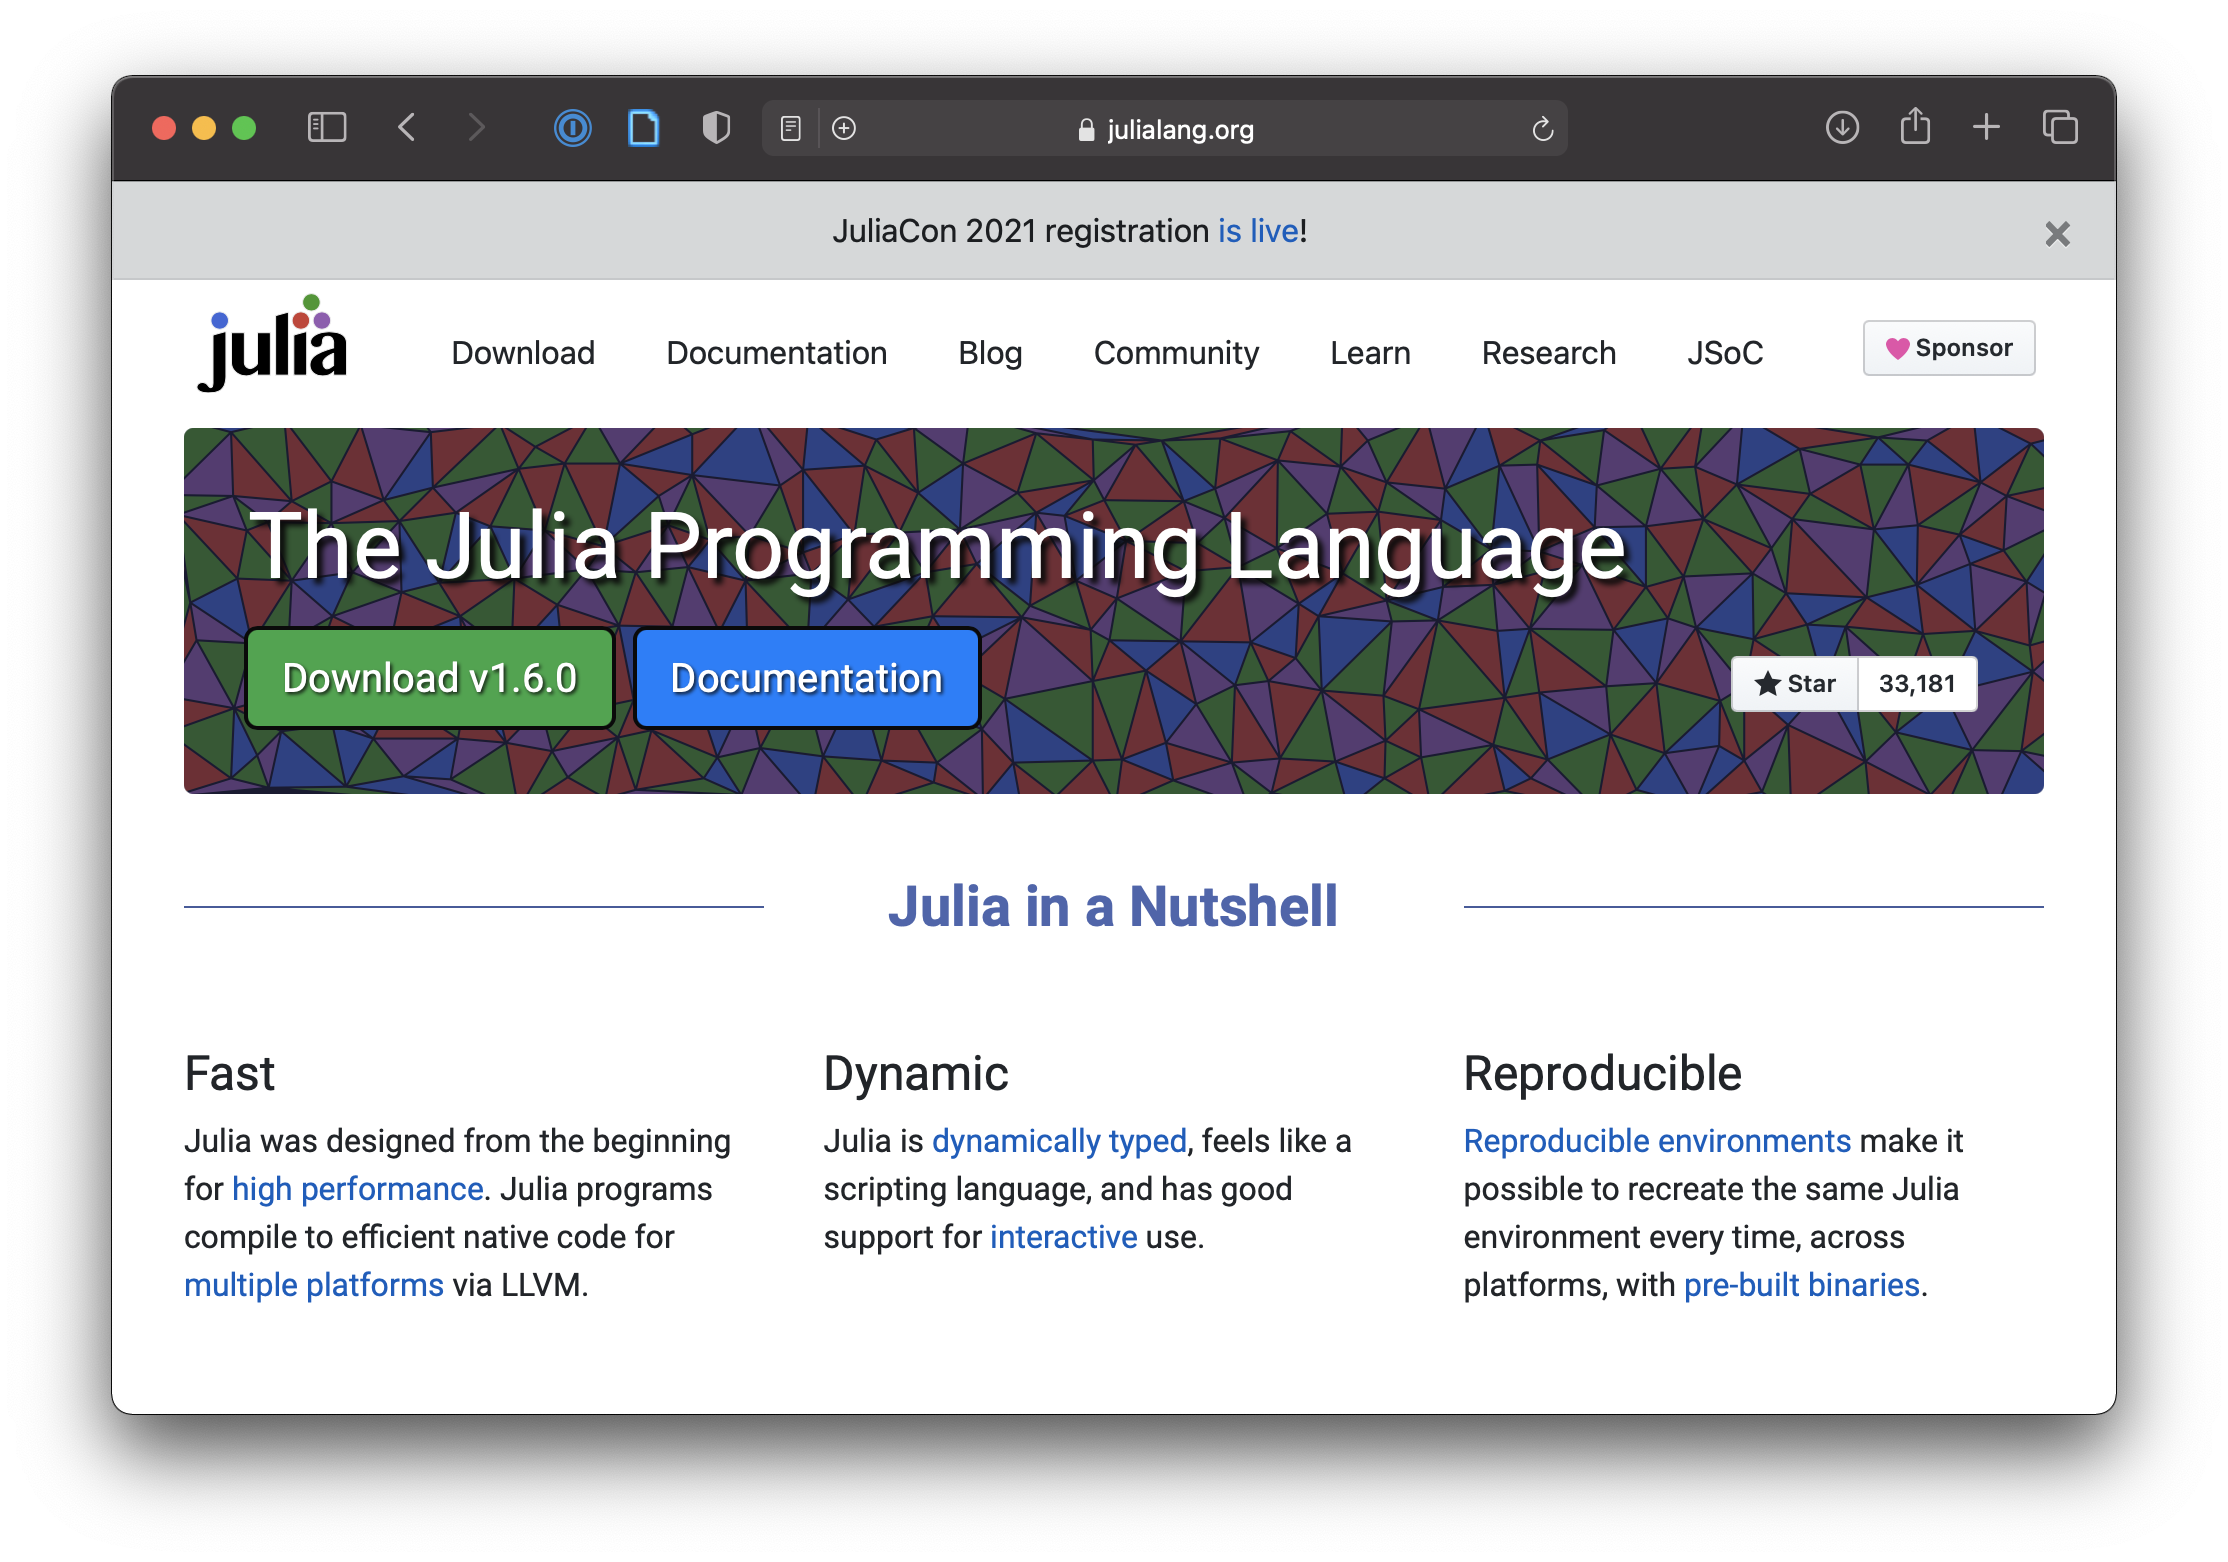 julialang.org
JuliaCon 2021 registration is live!
julia
Download
Documentation
Blog
Community
Learn
Research
JSoC
Sponsor
The Julia Programming Language
Download v1.6.0
Documentation
Star
33,181
Julia in a Nutshell
Fast
Julia was designed from the beginning
for high performance. Julia programs
compile to efficient native code for
multiple platforms via LLVM.
Dynamic
Julia is dynamically typed, feels like a
scripting language, and has good
support for interactive use.
Reproducible
Reproducible environments make it
possible to recreate the same Julia
environment every time, across
platforms, with pre-built binaries.